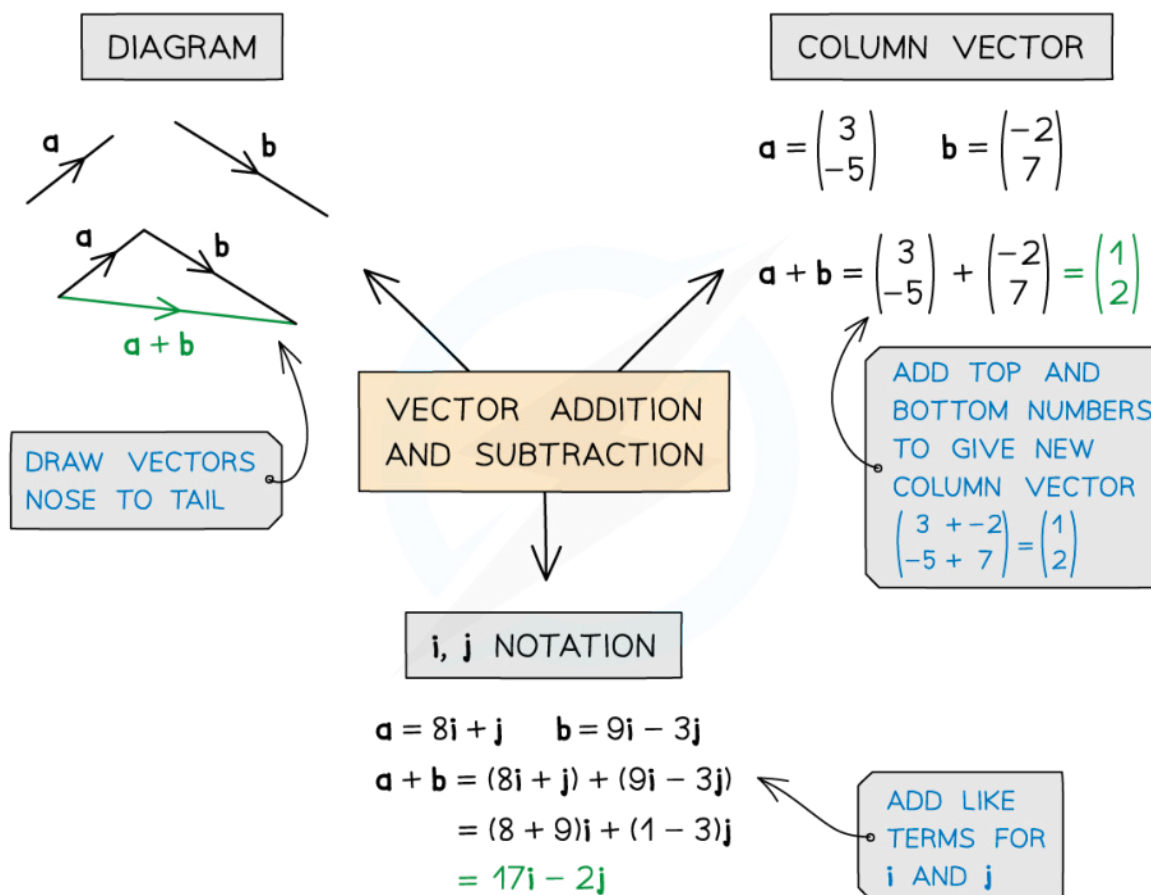 DIAGRAM
a
b
a
b
a + b
DRAW VECTORS
NOSE TO TAIL
COLUMN VECTOR
a = (3 −5) b = (−2 7)
a + b = (3 −5) + (−2 7) = (1 2)
ADD TOP AND
BOTTOM NUMBERS
TO GIVE NEW
COLUMN VECTOR
(3 + −2 −5 + 7) = (1 2)
VECTOR ADDITION
AND SUBTRACTION
i, j NOTATION
a = 8i + j b = 9i − 3j
a + b = (8i + j) + (9i − 3j)
= (8 + 9)i + (1 − 3)j
= 17i − 2j
ADD LIKE
TERMS FOR
i AND j